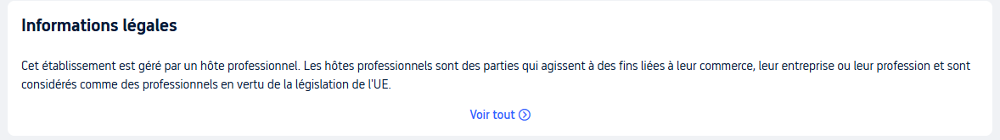 Informations légales
Cet établissement est géré par un hôte professionnel. Les hôtes professionnels sont des parties qui agissent à des fins liées à leur commerce, leur entreprise ou leur profession et sont
considérés comme des professionnels en vertu de la législation de l'UE.
Voir tout